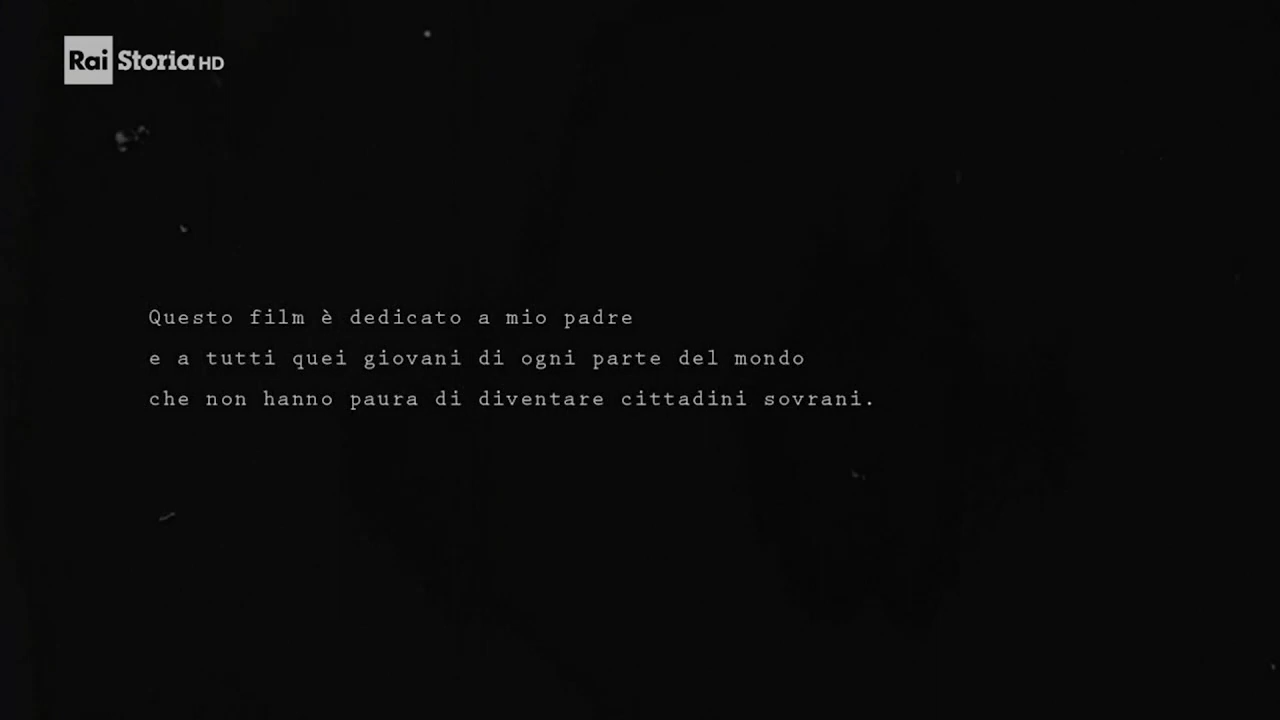 Rai Storia HD
Questo film è dedicato a mio padre
e a tutti quei giovani di ogni parte del mondo
che non hanno paura di diventare cittadini sovrani.